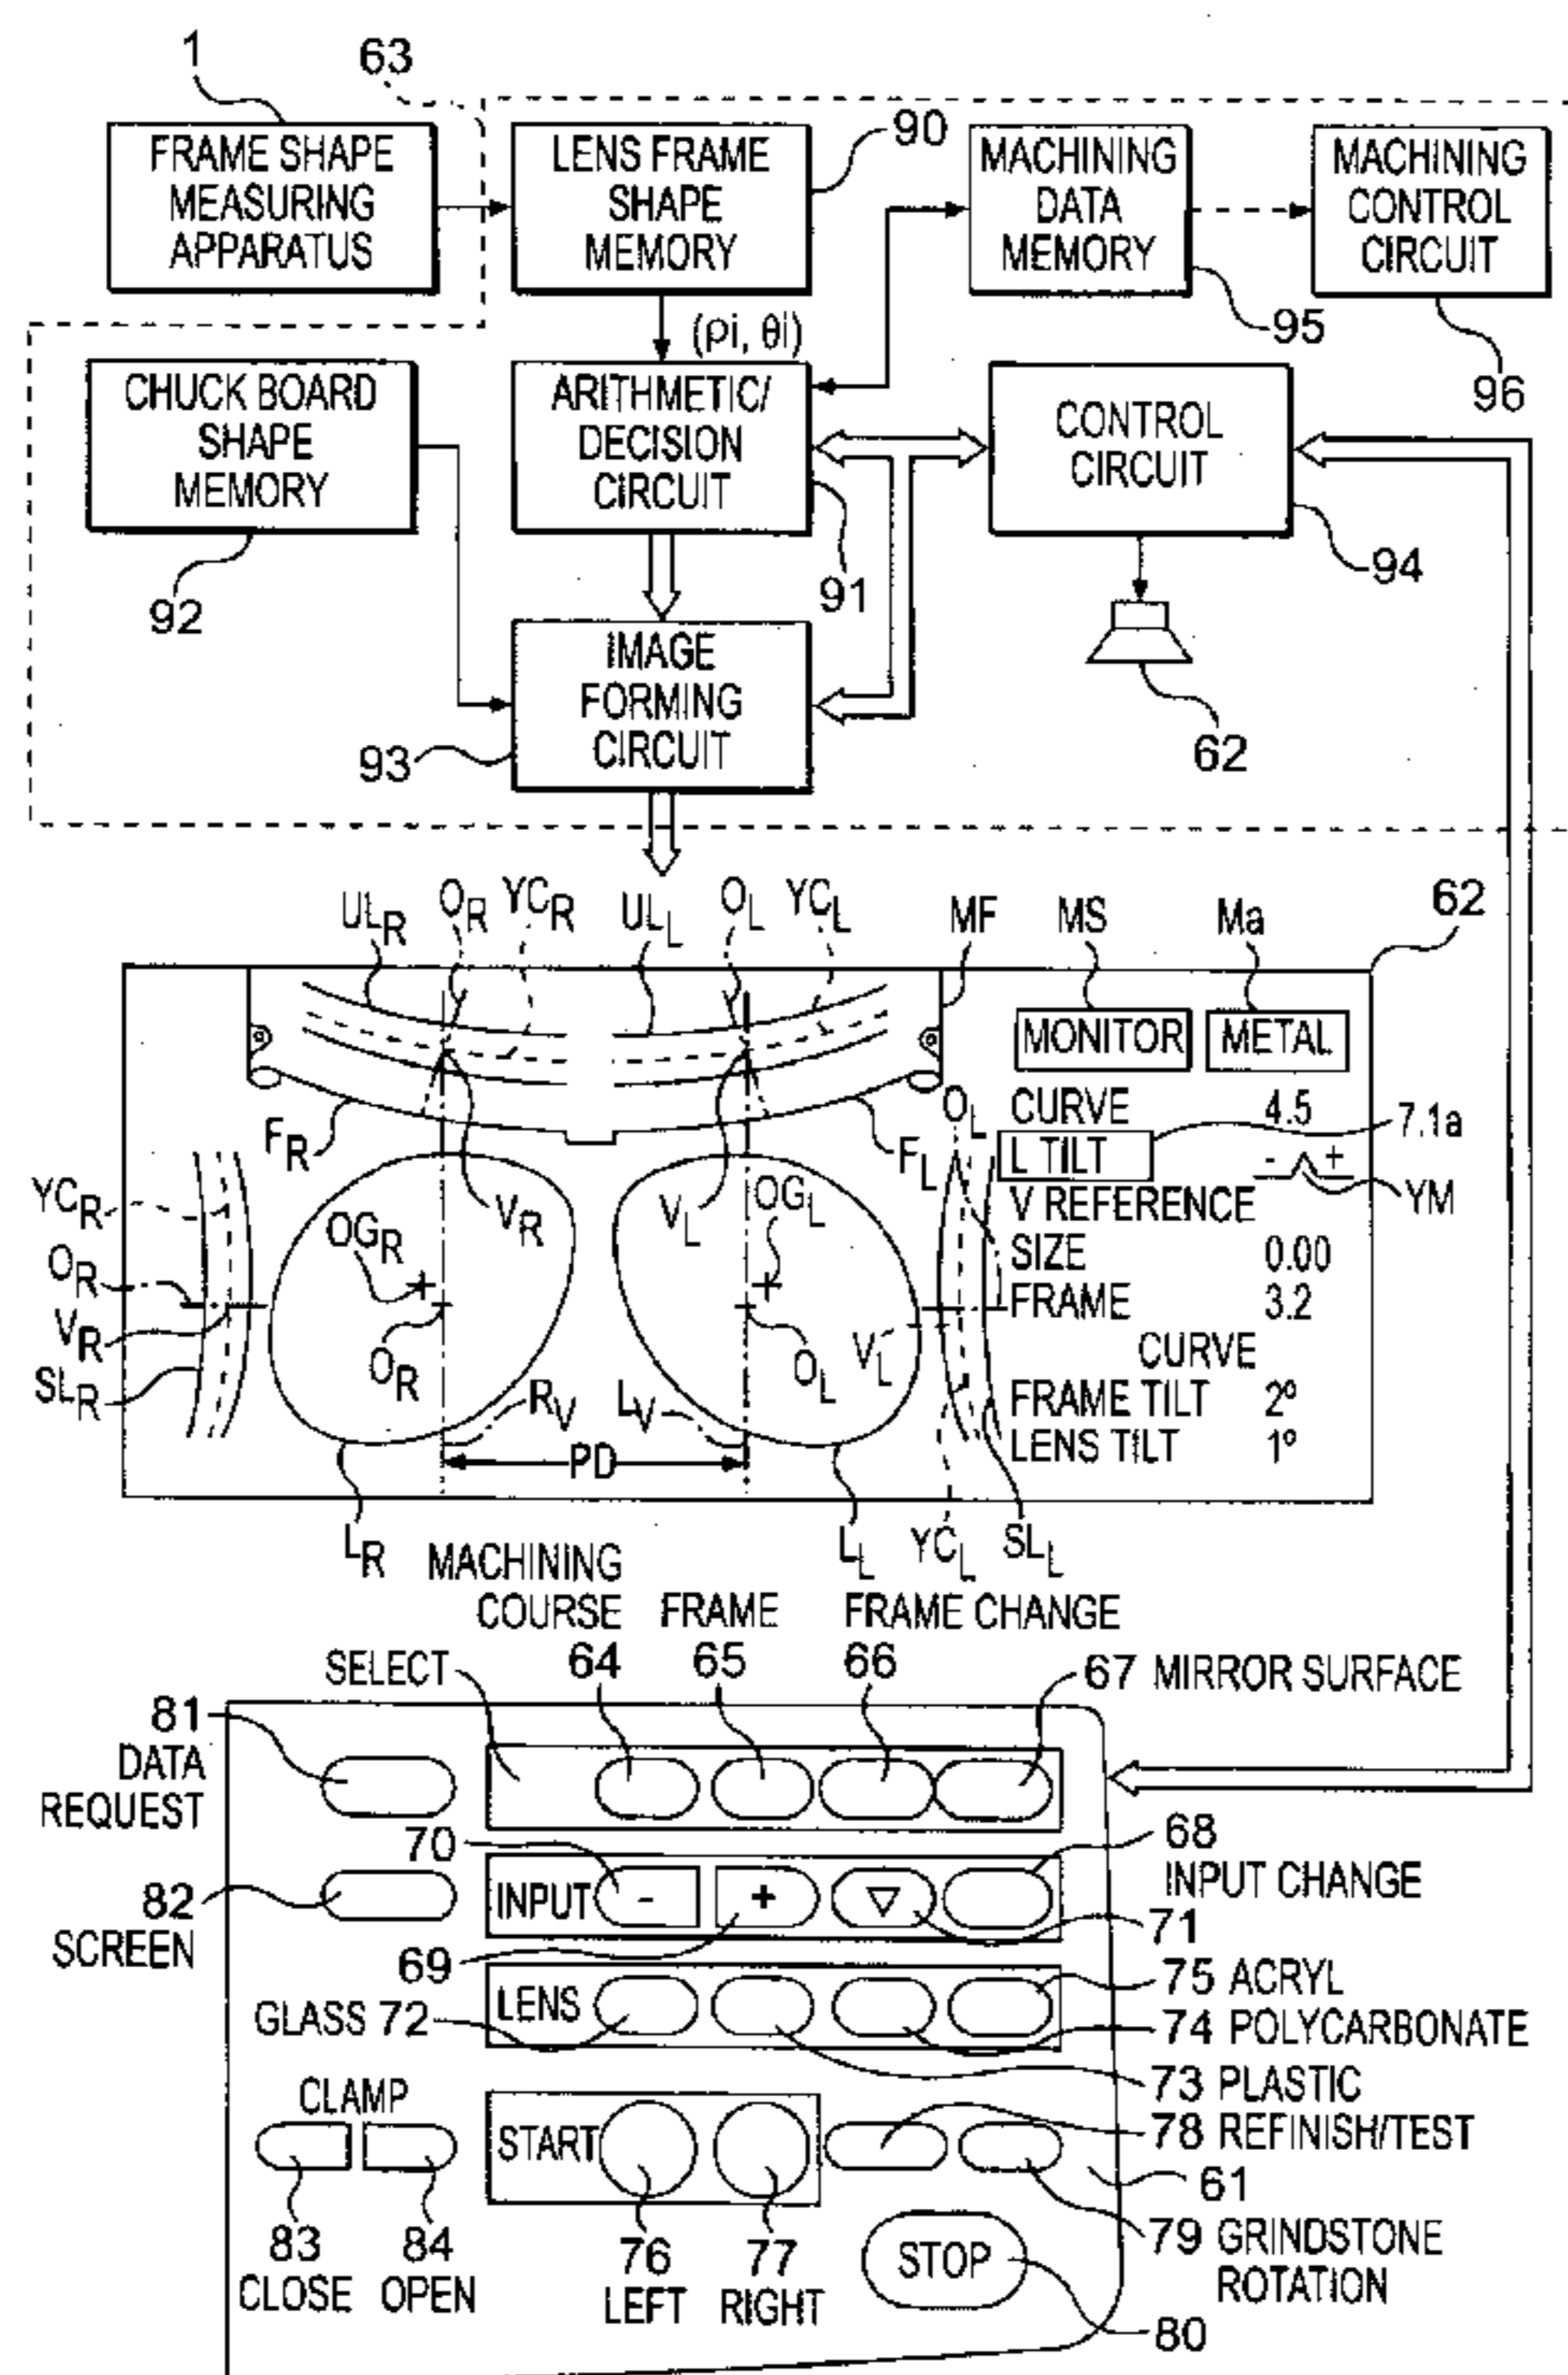 1
63
FRAME SHAPE
MEASURING
APPARATUS
LENS FRAME
SHAPE
MEMORY
90
MACHINING
DATA
MEMORY
95
MACHINING
CONTROL
CIRCUIT
96
(ρi, θi)
CHUCK BOARD
SHAPE
MEMORY
92
ARITHMETIC/
DECISION
CIRCUIT
91
CONTROL
CIRCUIT
94
62
IMAGE
FORMING
CIRCUIT
93
ULR OR YCR ULL OL YCL MF MS Ma 62
MONITOR METAL
CURVE 4.5
7.1a
L TILT - +
YM
V REFERENCE
SIZE 0.00
FRAME 3.2
CURVE
FRAME TILT 2°
LENS TILT 1°
FR VR VL FL OL
YCR
OR
VR
SLR
OGR OGL
OR OL VL
RV LV
PD
LR LL YCL SLL
MACHINING
COURSE FRAME FRAME CHANGE
SELECT 64 65 66 67 MIRROR SURFACE
81
DATA
REQUEST
70 68
INPUT CHANGE
82
SCREEN
INPUT - + ▽
69 71
75 ACRYL
GLASS 72 LENS
74 POLYCARBONATE
73 PLASTIC
CLAMP
START
78 REFINISH/TEST
61
83
CLOSE
84
OPEN
76
LEFT
77
RIGHT
STOP
79 GRINDSTONE
ROTATION
80